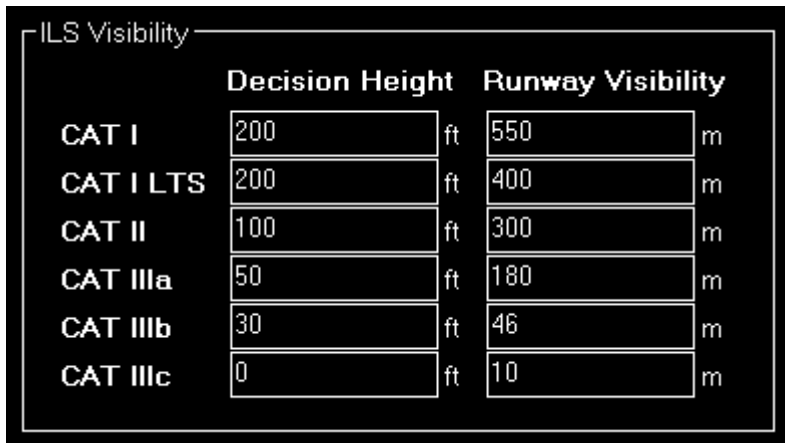 ILS Visibility
Decision Height Runway Visibility
CAT I 200 ft 550 m
CAT I LTS 200 ft 400 m
CAT II 100 ft 300 m
CAT IIIa 50 ft 180 m
CAT IIIb 30 ft 46 m
CAT IIIc 0 ft 10 m